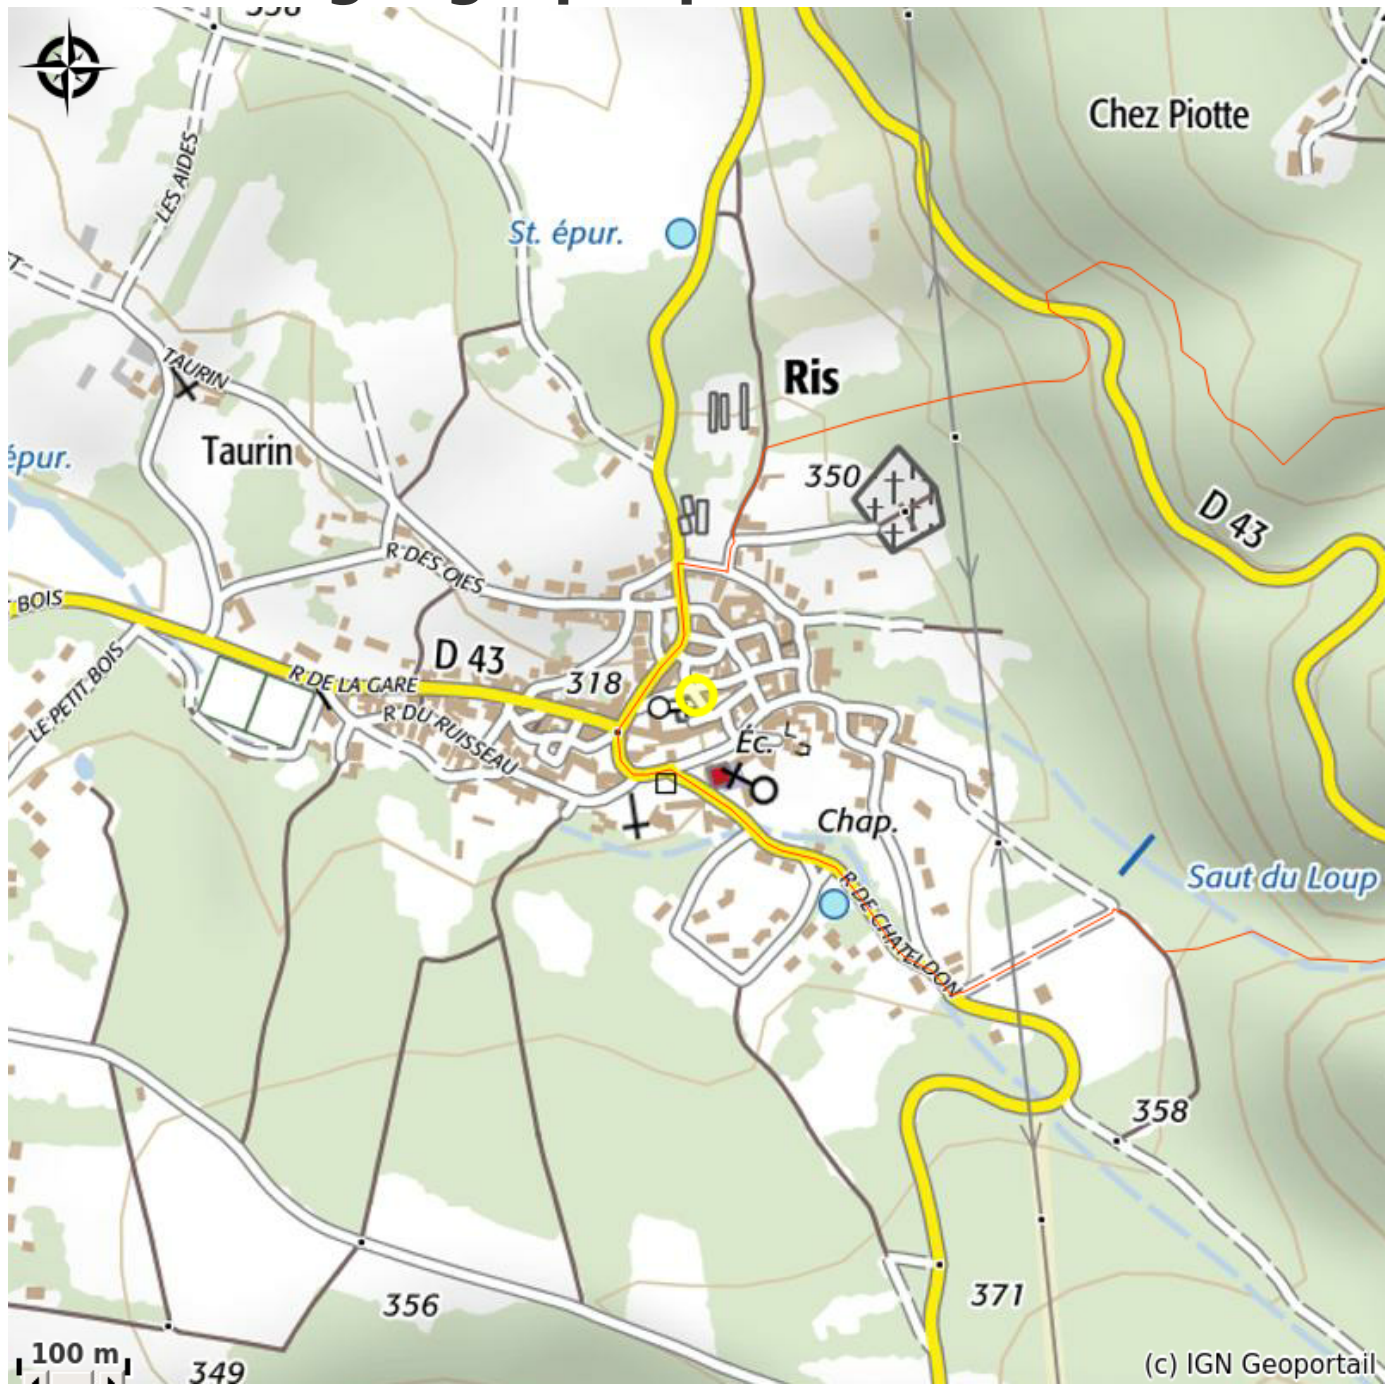 Chez Piotte
LES AIDES
St. épur.
TAURIN
Ris
Taurin
épur.
350
D 43
R DES OIES
BOIS
D 43
LE PETIT BOIS
R DE LA GARE
318
R DU RUISSEAU
Éc.
Chap.
Saut du Loup
R DE CHATELDON
358
371
356
100 m
349
(c) IGN Geoportail